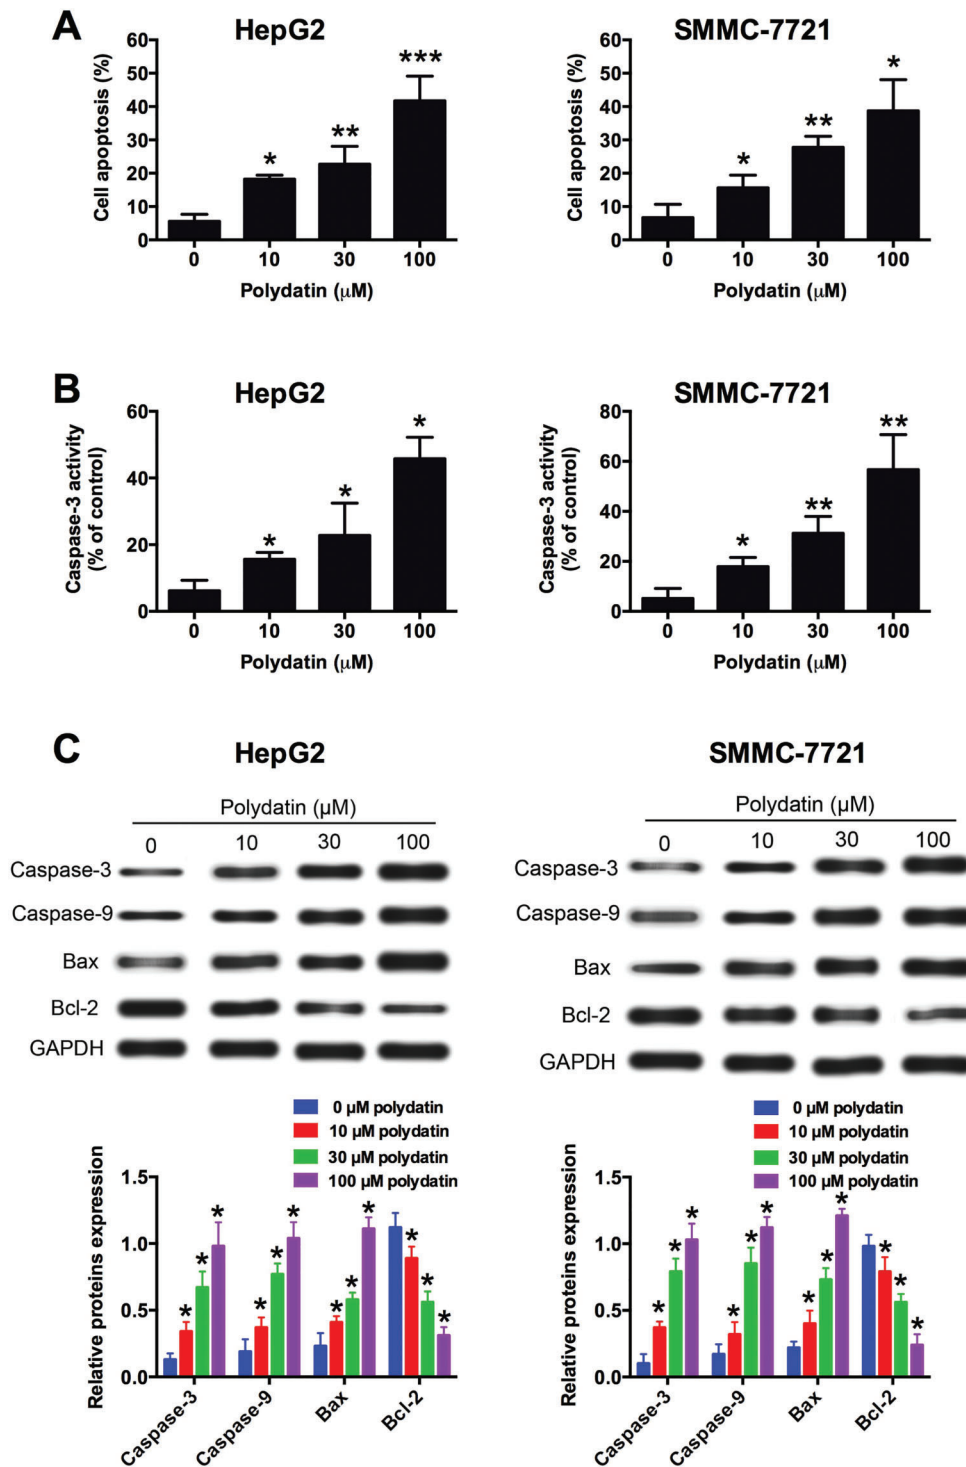 A
HepG2
SMMC-7721
Cell apoptosis (%)
60
50
40
30
20
10
0
*
**
***
0 10 30 100
Polydatin (µM)
Cell apoptosis (%)
60
50
40
30
20
10
0
*
**
*
0 10 30 100
Polydatin (µM)
B
HepG2
SMMC-7721
Caspase-3 activity
(% of control)
60
40
20
0
*
*
*
0 10 30 100
Polydatin (µM)
Caspase-3 activity
(% of control)
80
60
40
20
0
*
**
**
0 10 30 100
Polydatin (µM)
C
HepG2
Polydatin (µM)
0 10 30 100
Caspase-3
Caspase-9
Bax
Bcl-2
GAPDH
SMMC-7721
Polydatin (µM)
0 10 30 100
Caspase-3
Caspase-9
Bax
Bcl-2
GAPDH
0 µM polydatin
10 µM polydatin
30 µM polydatin
100 µM polydatin
Relative proteins expression
1.5
1.0
0.5
0.0
* * * * * * * * * * * *
Caspase-3 Caspase-9 Bax Bcl-2
0 µM polydatin
10 µM polydatin
30 µM polydatin
100 µM polydatin
Relative proteins expression
1.5
1.0
0.5
0.0
* * * * * * * * * * * *
Caspase-3 Caspase-9 Bax Bcl-2